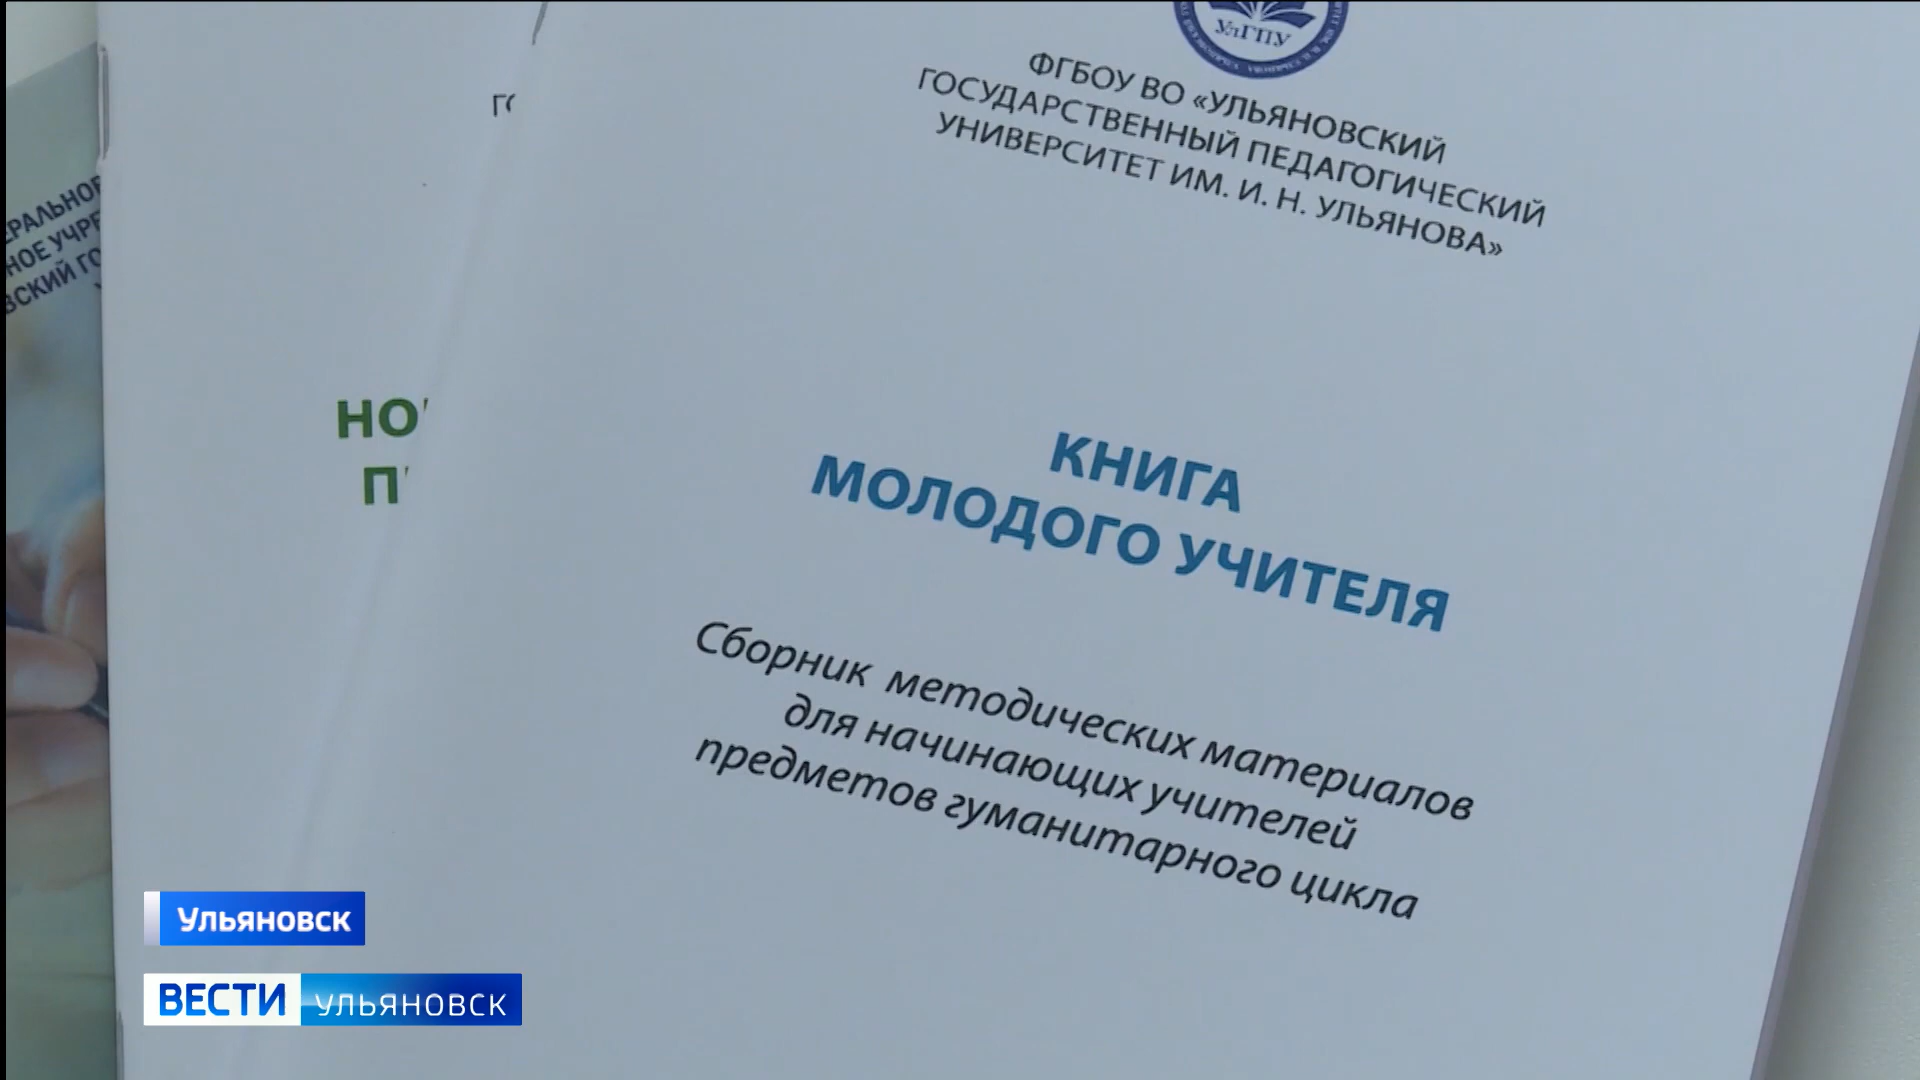 УлГПУ
ФГБОУ ВО «УЛЬЯНОВСКИЙ
ГОСУДАРСТВЕННЫЙ ПЕДАГОГИЧЕСКИЙ
УНИВЕРСИТЕТ ИМ. И. Н. УЛЬЯНОВА»
КНИГА
МОЛОДОГО УЧИТЕЛЯ
Сборник методических материалов
для начинающих учителей
предметов гуманитарного цикла
Ульяновск
ВЕСТИ УЛЬЯНОВСК